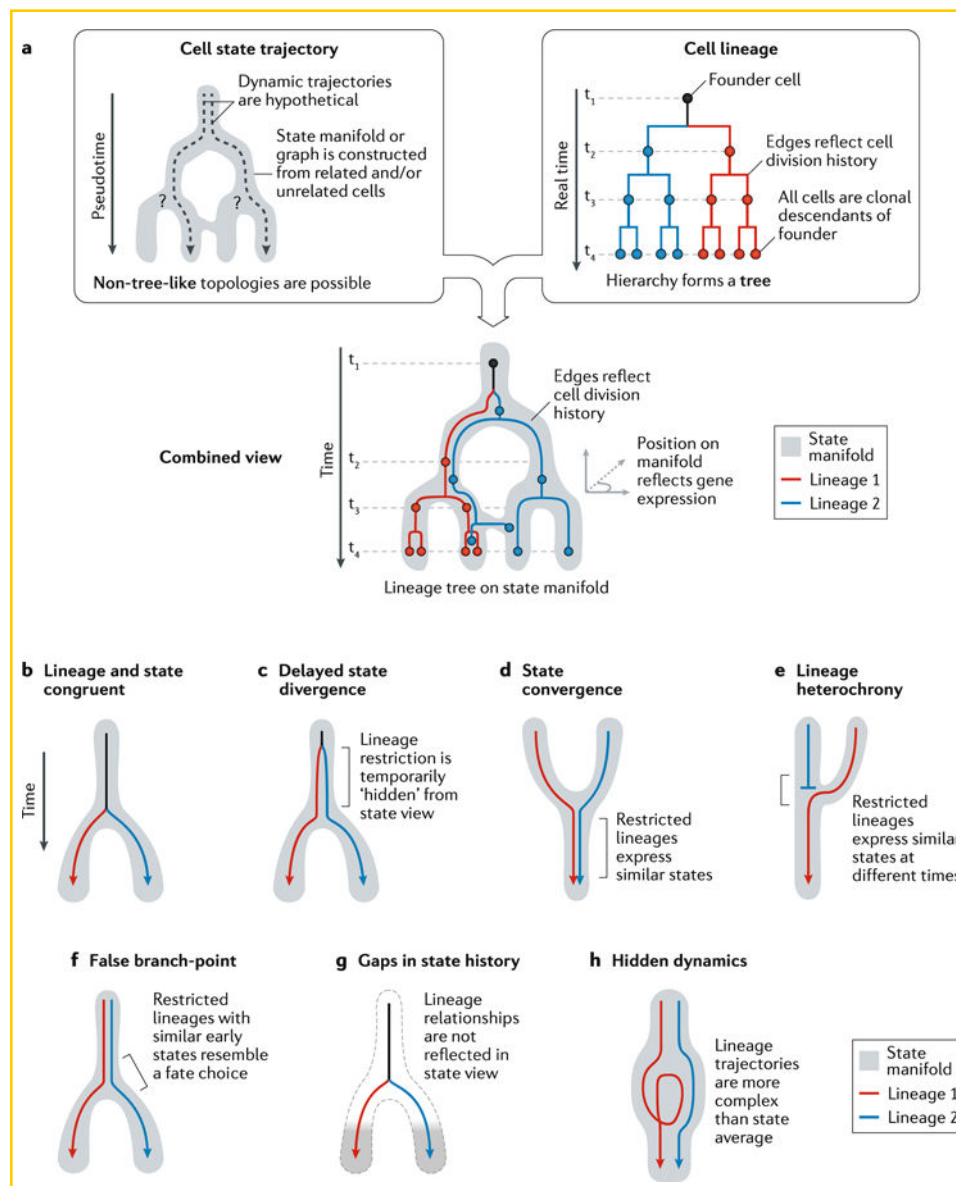 a
Cell state trajectory
Pseudotime
Dynamic trajectories
are hypothetical
State manifold or
graph is constructed
from related and/or
unrelated cells
?
?
Non-tree-like topologies are possible
Cell lineage
Real time
t1
t2
t3
t4
Founder cell
Edges reflect cell
division history
All cells are clonal
descendants of
founder
Hierarchy forms a tree
Combined view
Time
t1
t2
t3
t4
Edges reflect
cell division
history
Position on
manifold
reflects gene
expression
State
manifold
Lineage 1
Lineage 2
Lineage tree on state manifold
b Lineage and state
congruent
Time
c Delayed state
divergence
Lineage
restriction is
temporarily
‘hidden’ from
state view
d State
convergence
Restricted
lineages
express
similar states
e Lineage
heterochrony
Restricted
lineages
express similar
states at
different times
f False branch-point
Restricted
lineages with
similar early
states resemble
a fate choice
g Gaps in state history
Lineage
relationships
are not
reflected in
state view
h Hidden dynamics
Lineage
trajectories
are more
complex
than state
average
State
manifold
Lineage 1
Lineage 2